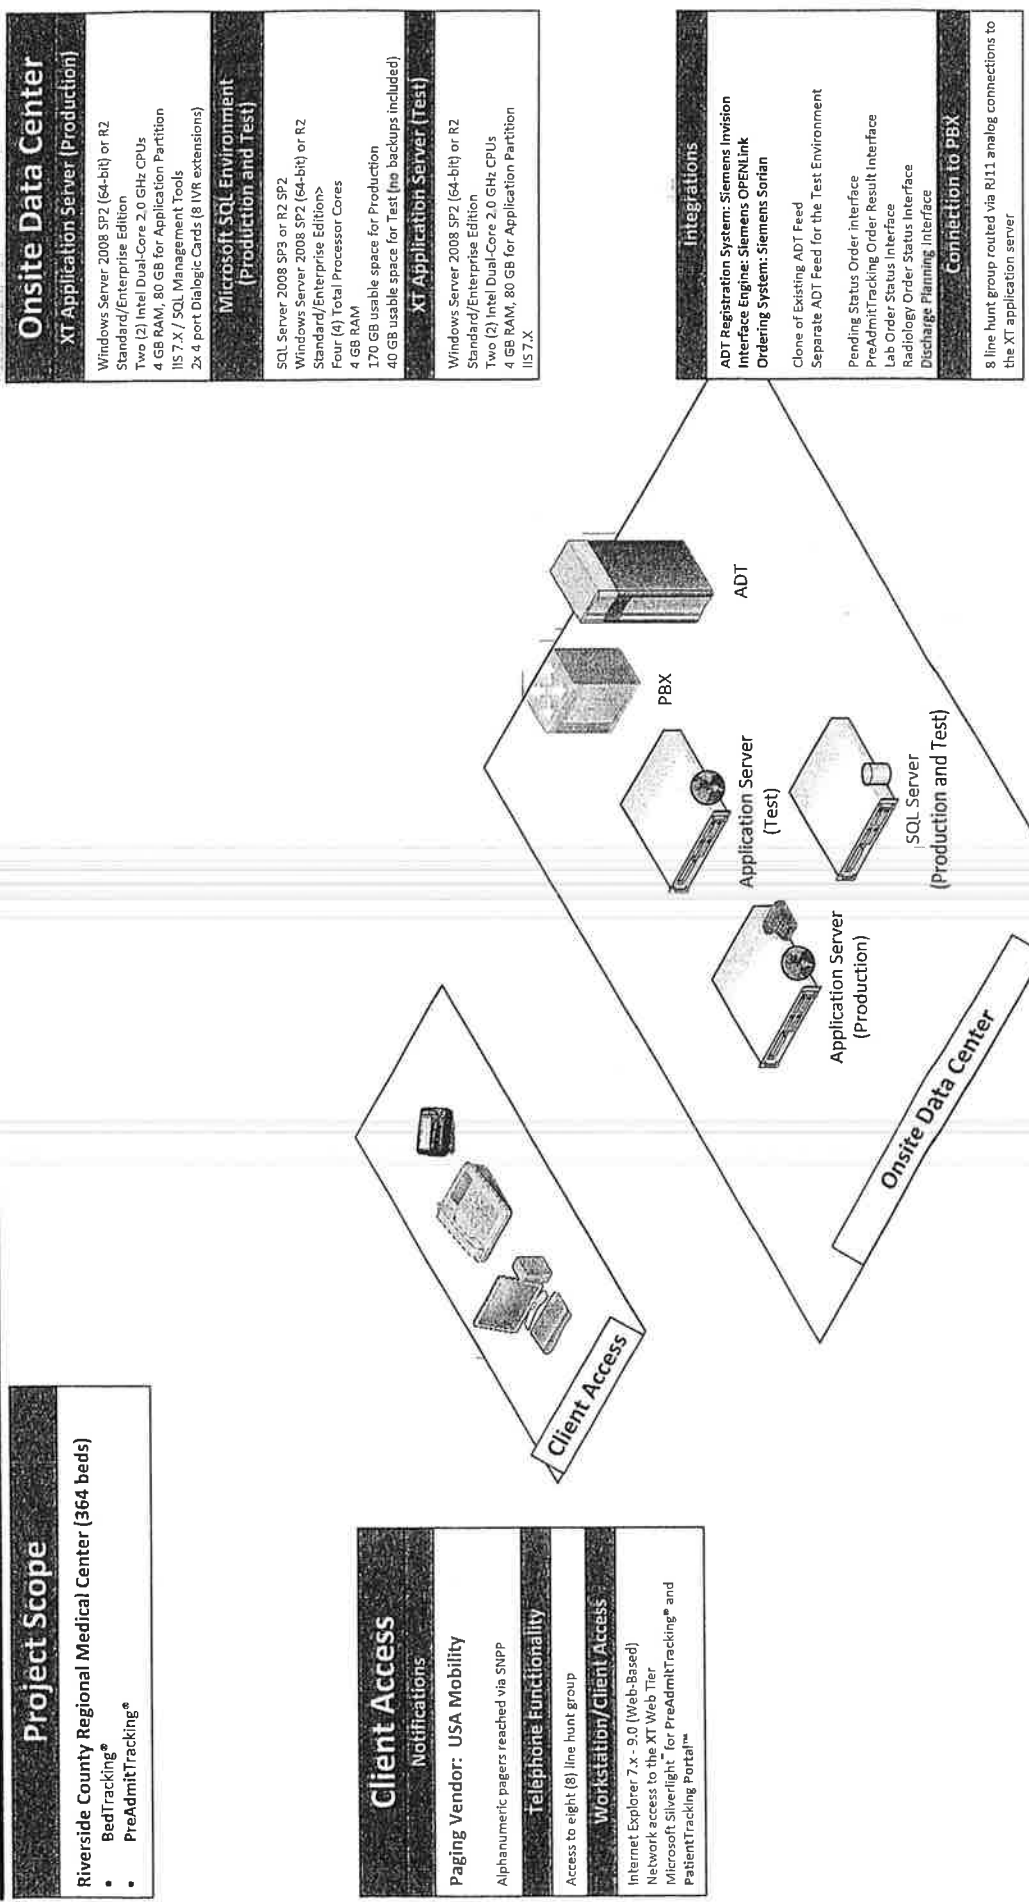 Project Scope
Riverside County Regional Medical Center (364 beds)
• BedTracking®
• PreAdmitTracking®
Client Access
Notifications
Paging Vendor: USA Mobility
Alphanumeric pagers reached via SNPP
Telephone Functionality
Access to eight (8) line hunt group
Workstation/Client Access
Internet Explorer 7.x - 9.0 (Web-Based)
Network access to the XT Web Tier
Microsoft Silverlight™ for PreAdmitTracking® and
PatientTracking Portal™
Client Access
Onsite Data Center
Application Server
(Production)
Application Server
(Test)
SQL Server
(Production and Test)
PBX
ADT
Onsite Data Center
XT Application Server (Production)
Windows Server 2008 SP2 (64-bit) or R2
Standard/Enterprise Edition
Two (2) Intel Dual-Core 2.0 GHz CPUs
4 GB RAM, 80 GB for Application Partition
IIS 7.X / SQL Management Tools
2x 4 port Dialogic Cards (8 IVR extensions)
Microsoft SQL Environment
(Production and Test)
SQL Server 2008 SP3 or R2 SP2
Windows Server 2008 SP2 (64-bit) or R2
Standard/Enterprise Edition>
Four (4) Total Processor Cores
4 GB RAM
170 GB usable space for Production
40 GB usable space for Test (no backups included)
XT Application Server (Test)
Windows Server 2008 SP2 (64-bit) or R2
Standard/Enterprise Edition
Two (2) Intel Dual-Core 2.0 GHz CPUs
4 GB RAM, 80 GB for Application Partition
IIS 7.X
Integrations
ADT Registration System: Siemens Invision
Interface Engine: Siemens OPENLink
Ordering System: Siemens Sorian
Clone of Existing ADT Feed
Separate ADT Feed for the Test Environment
Pending Status Order interface
PreAdmitTracking Order Result Interface
Lab Order Status Interface
Radiology Order Status Interface
Discharge Planning Interface
Connection to PBX
8 line hunt group routed via RJ11 analog connections to
the XT application server